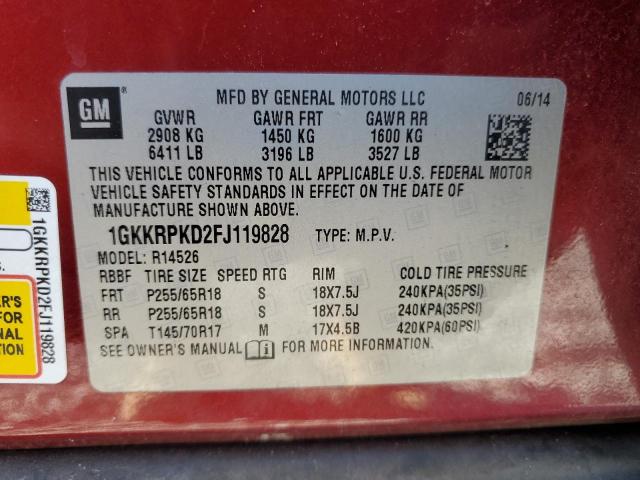 GM
MFD BY GENERAL MOTORS LLC 06/14
GVWR GAWR FRT GAWR RR
2908 KG 1450 KG 1600 KG
6411 LB 3196 LB 3527 LB
THIS VEHICLE CONFORMS TO ALL APPLICABLE U.S. FEDERAL MOTOR
VEHICLE SAFETY STANDARDS IN EFFECT ON THE DATE OF
MANUFACTURE SHOWN ABOVE.
1GKKRPKD2FJ119828 TYPE: M.P.V.
MODEL: R14526
RBBF TIRE SIZE SPEED RTG RIM COLD TIRE PRESSURE
FRT P255/65R18 S 18X7.5J 240KPA(35PSI)
RR P255/65R18 S 18X7.5J 240KPA(35PSI)
SPA T145/70R17 M 17X4.5B 420KPA(60PSI)
SEE OWNER'S MANUAL FOR MORE INFORMATION.
1GKKRPKD2FJ119828
S.
R'S
FOR
NAL
TION